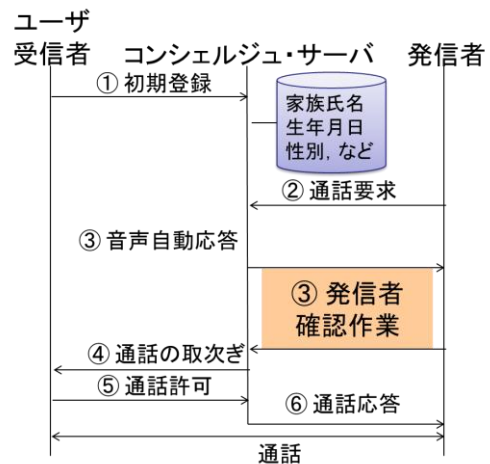 ユーザ
受信者
コンシェルジュ・サーバ
発信者
① 初期登録
家族氏名
生年月日
性別，など
② 通話要求
③ 音声自動応答
③ 発信者
確認作業
④ 通話の取次ぎ
⑤ 通話許可
⑥ 通話応答
通話